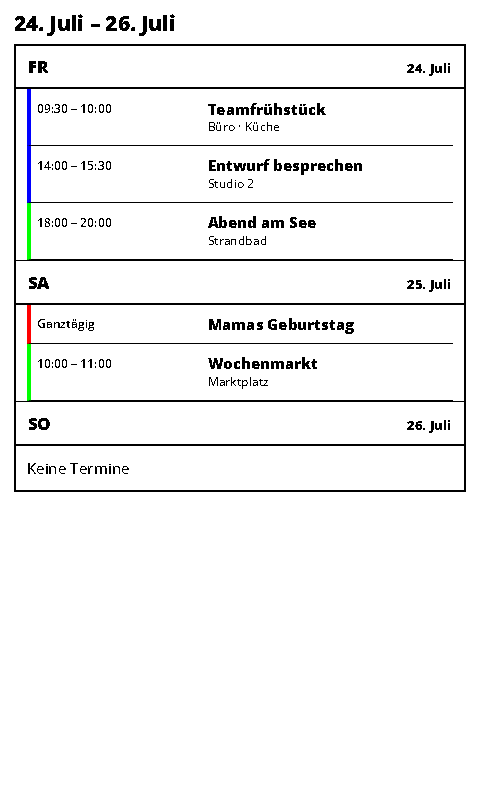 24. Juli – 26. Juli
FR 24. Juli
09:30 – 10:00 Teamfrühstück
Büro · Küche
14:00 – 15:30 Entwurf besprechen
Studio 2
18:00 – 20:00 Abend am See
Strandbad
SA 25. Juli
Ganztägig Mamas Geburtstag
10:00 – 11:00 Wochenmarkt
Marktplatz
SO 26. Juli
Keine Termine